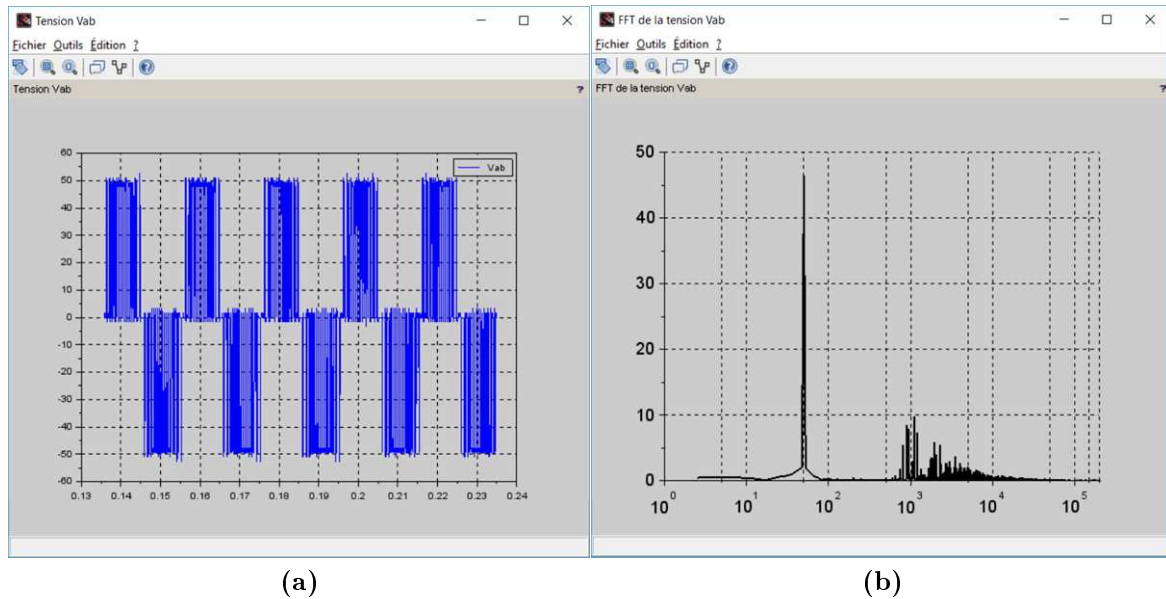 Tension Vab
Fichier Outils Édition ?
Tension Vab ?
Vab
60
50
40
30
20
10
0
-10
-20
-30
-40
-50
-60
0.13 0.14 0.15 0.16 0.17 0.18 0.19 0.2 0.21 0.22 0.23 0.24
(a)
FFT de la tension Vab
Fichier Outils Édition ?
FFT de la tension Vab ?
50
40
30
20
10
0
10^0 10^1 10^2 10^3 10^4 10^5
(b)